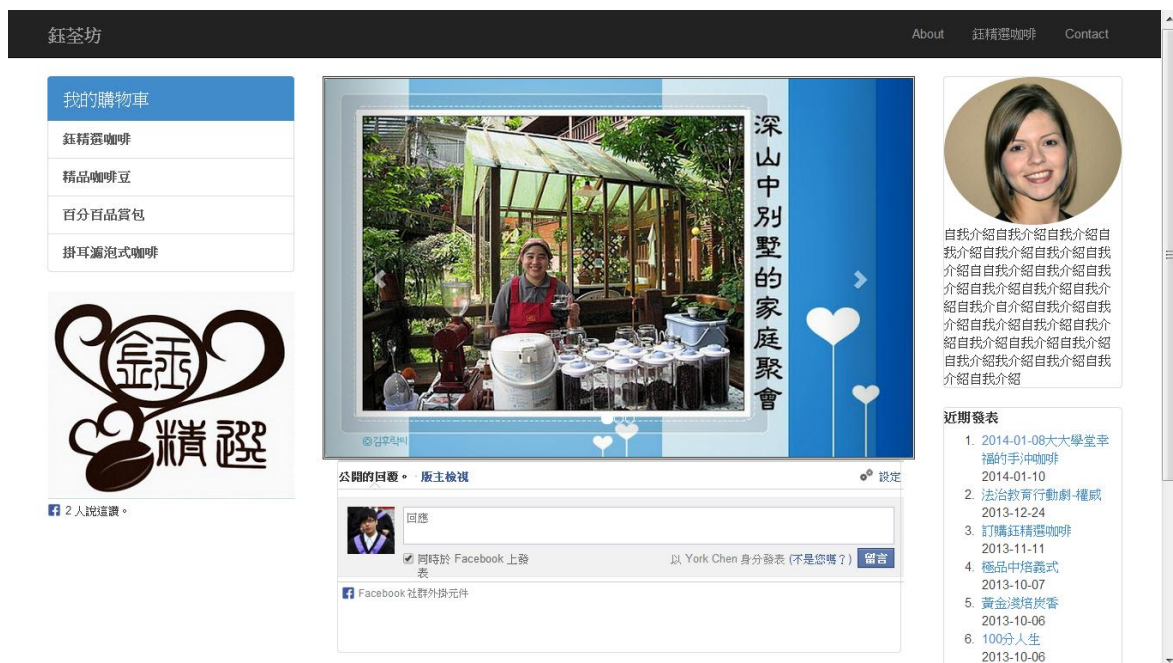 鈺荃坊
About 鈺精選咖啡 Contact
我的購物車
鈺精選咖啡
精品咖啡豆
百分百品賞包
掛耳濾泡式咖啡
鈺
精選
2 人說這讚。
深山中別墅的家庭聚會
©김후락티
公開的回覆。 · 版主檢視
設定
回應
同時於 Facebook 上發
表
以 York Chen 身分發表 (不是您嗎？) 留言
Facebook 社群外掛元件
自我介紹自我介紹自我介紹自
我介紹自我介紹自我介紹自我
介紹自自我介紹自我介紹自我
介紹自我介紹自我介紹自我介
紹自我介自介紹自我介紹自我
介紹自我介紹自我介紹自我介
紹自我介紹自我介紹自我介紹
自我介紹我介紹自我介紹自我
介紹自我介紹
近期發表
1. 2014-01-08大大學堂幸
福的手沖咖啡
2014-01-10
2. 法治教育行動劇-權威
2013-12-24
3. 訂購鈺精選咖啡
2013-11-11
4. 極品中培義式
2013-10-07
5. 黃金淺焙炭香
2013-10-06
6. 100分人生
2013-10-06